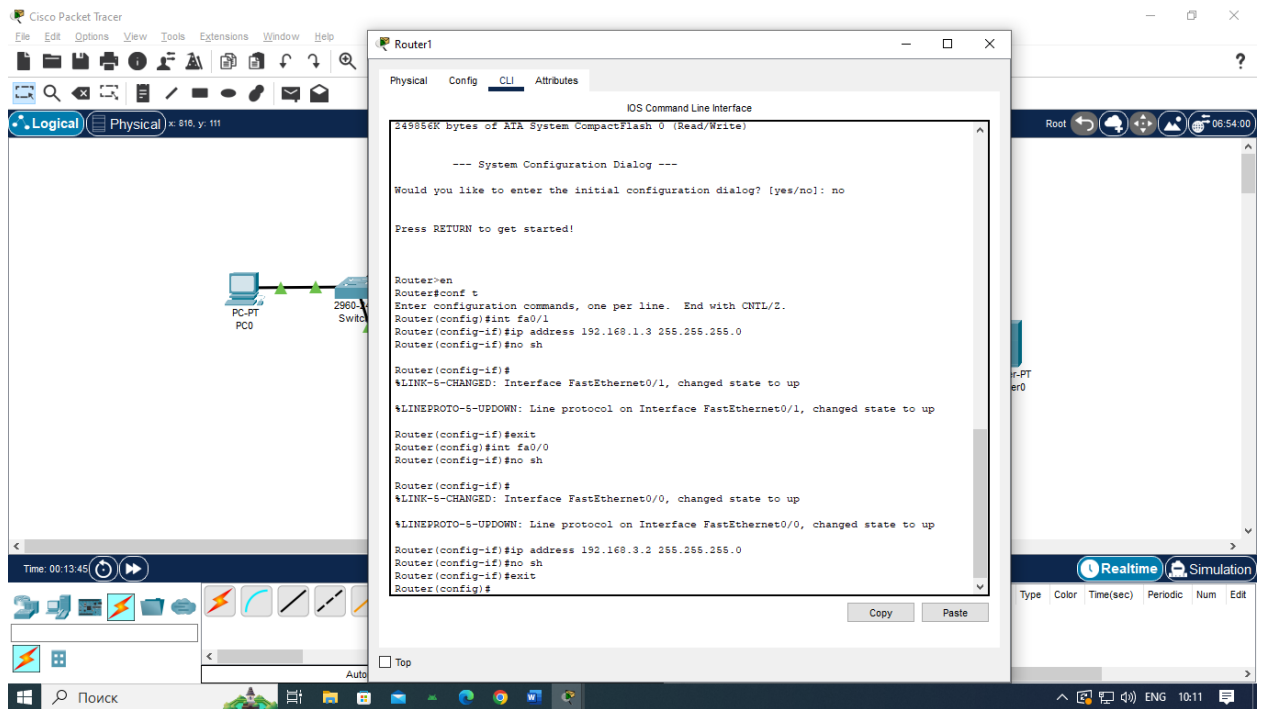 Cisco Packet Tracer
File Edit Options View Tools Extensions Window Help
Logical Physical x: 816, y: 111
Root 06:54:00
PC-PT
PC0
2960-24
Switc
r-PT
er0
Router1
Physical Config CLI Attributes
IOS Command Line Interface
249856K bytes of ATA System CompactFlash 0 (Read/Write)
--- System Configuration Dialog ---
Would you like to enter the initial configuration dialog? [yes/no]: no
Press RETURN to get started!
Router>en
Router#conf t
Enter configuration commands, one per line. End with CNTL/Z.
Router(config)#int fa0/1
Router(config-if)#ip address 192.168.1.3 255.255.255.0
Router(config-if)#no sh
Router(config-if)#
%LINK-5-CHANGED: Interface FastEthernet0/1, changed state to up
%LINEPROTO-5-UPDOWN: Line protocol on Interface FastEthernet0/1, changed state to up
Router(config-if)#exit
Router(config)#int fa0/0
Router(config-if)#no sh
Router(config-if)#
%LINK-5-CHANGED: Interface FastEthernet0/0, changed state to up
%LINEPROTO-5-UPDOWN: Line protocol on Interface FastEthernet0/0, changed state to up
Router(config-if)#ip address 192.168.3.2 255.255.255.0
Router(config-if)#no sh
Router(config-if)#exit
Router(config)#
Copy Paste
Top
Time: 00:13:45
Realtime Simulation
Type Color Time(sec) Periodic Num Edit
Auto
Поиск
ENG 10:11